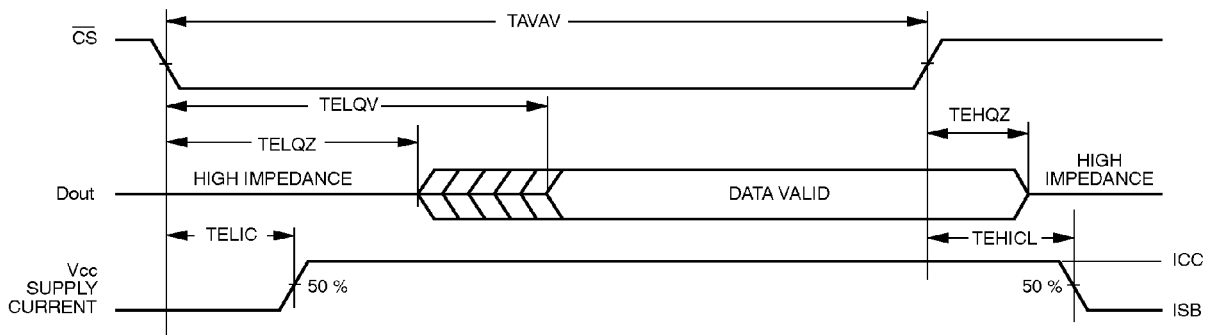 TAVAV
CS
TELQV
TEHQZ
TELQZ
HIGH IMPEDANCE
HIGH
IMPEDANCE
Dout
DATA VALID
TELIC
TEHICL
Vcc
SUPPLY
CURRENT
50 %
50 %
ICC
ISB